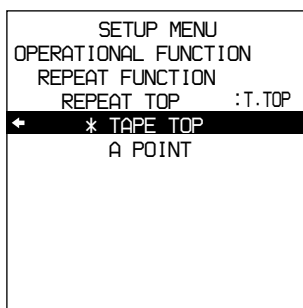 SETUP MENU
OPERATIONAL FUNCTION
REPEAT FUNCTION
REPEAT TOP :T.TOP
← * TAPE TOP
A POINT